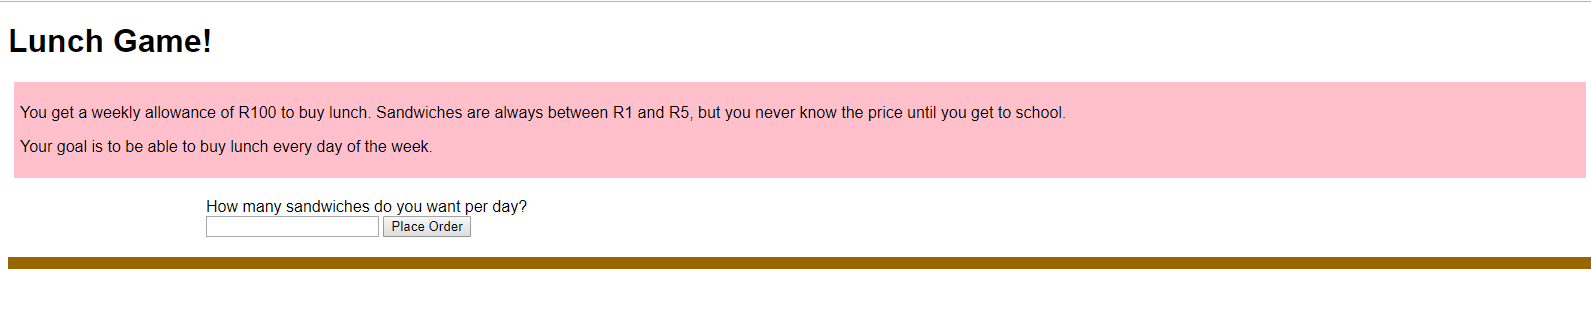 Lunch Game!
You get a weekly allowance of R100 to buy lunch. Sandwiches are always between R1 and R5, but you never know the price until you get to school.
Your goal is to be able to buy lunch every day of the week.
How many sandwiches do you want per day?
Place Order